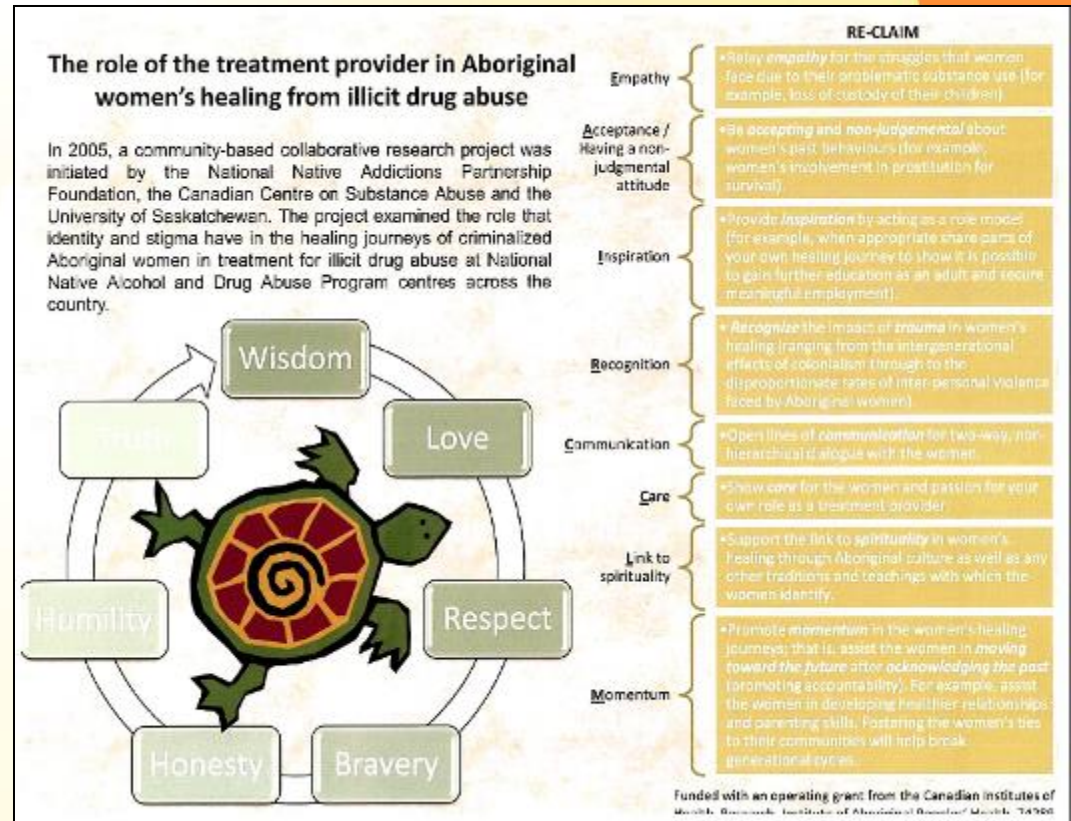 The role of the treatment provider in Aboriginal
women's healing from illicit drug abuse
In 2005, a community-based collaborative research project was
initiated by the National Native Addictions Partnership
Foundation, the Canadian Centre on Substance Abuse and the
University of Saskatchewan. The project examined the role that
identity and stigma have in the healing journeys of criminalized
Aboriginal women in treatment for illicit drug abuse at National
Native Alcohol and Drug Abuse Program centres across the
country.
Wisdom
Love
Respect
Bravery
Honesty
Humility
Truth
RE-CLAIM
Empathy
•Relay empathy for the struggles that women
face due to their problematic substance use (for
example, loss of custody of their children).
Acceptance /
Having a non-
judgmental
attitude
•Be accepting and non-judgemental about
women's past behaviours (for example,
women's involvement in prostitution for
survival).
Inspiration
•Provide inspiration by acting as a role model
(for example, when appropriate share parts of
your own healing journey to show it is possible
to gain further education as an adult and secure
meaningful employment).
Recognition
• Recognize the impact of trauma in women's
healing (ranging from the intergenerational
effects of colonialism through to the
disproportionate rates of inter-personal violence
faced by Aboriginal women).
Communication
•Open lines of communication for two-way, non-
hierarchical dialogue with the women.
Care
•Show care for the women and passion for your
own role as a treatment provider.
Link to
spirituality
•Support the link to spirituality in women's
healing through Aboriginal culture as well as any
other traditions and teachings with which the
women identify.
Momentum
•Promote momentum in the women's healing
journeys; that is, assist the women in moving
toward the future after acknowledging the past
(promoting accountability). For example, assist
the women in developing healthier relationships
and parenting skills. Fostering the women's ties
to their communities will help break
generational cycles.
Funded with an operating grant from the Canadian Institutes of
Health Research, Institute of Aboriginal Peoples' Health